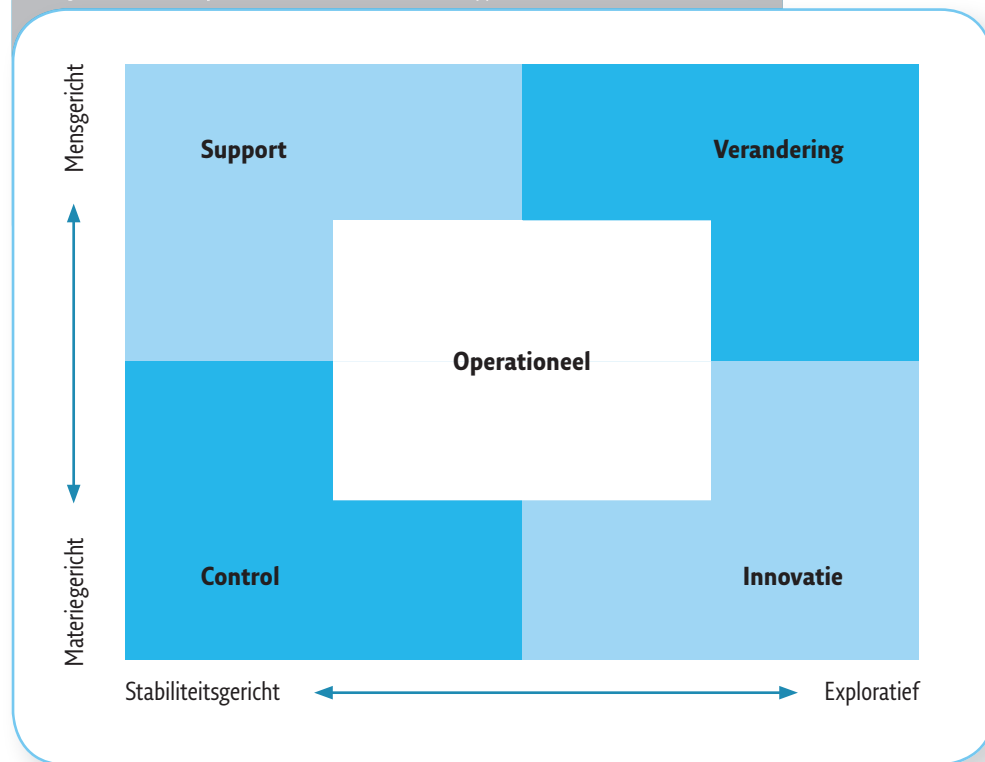 Mensgericht
Support
Verandering
Operationeel
Materiegericht
Control
Innovatie
Stabiliteitsgericht
Exploratief